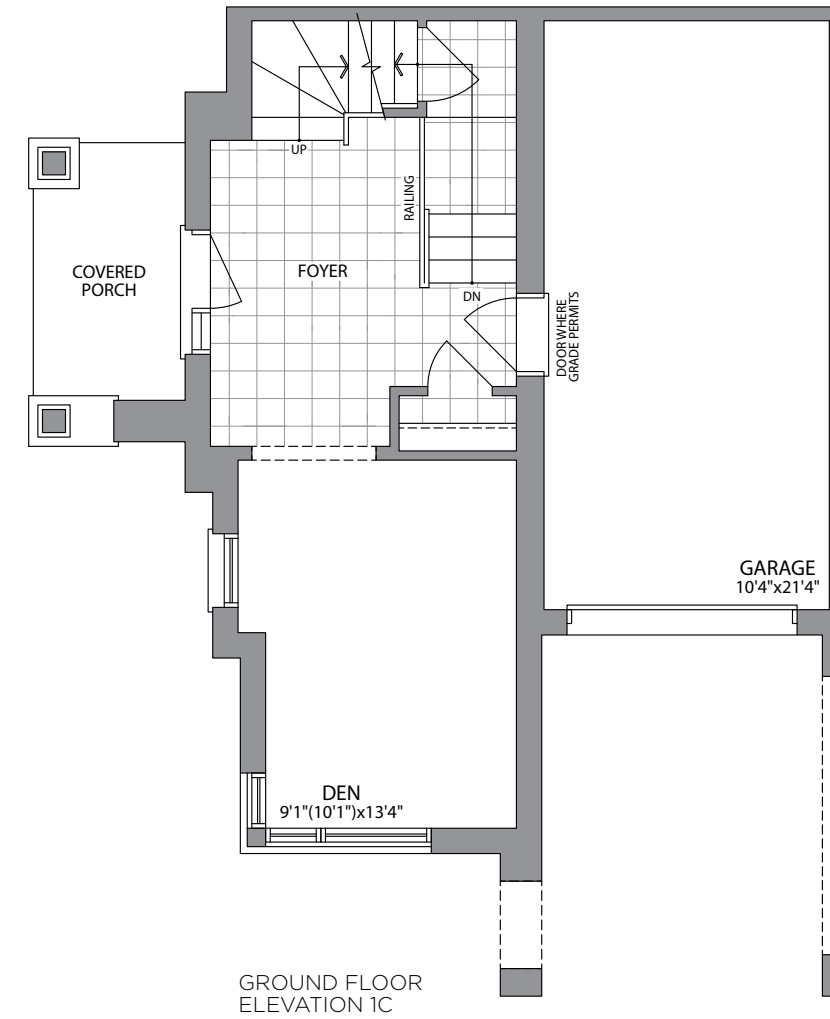 UP
RAILING
COVERED
PORCH
FOYER
DN
DOOR WHERE
GRADE PERMITS
GARAGE
10'4"x21'4"
DEN
9'1"(10'1")x13'4"
GROUND FLOOR
ELEVATION 1C